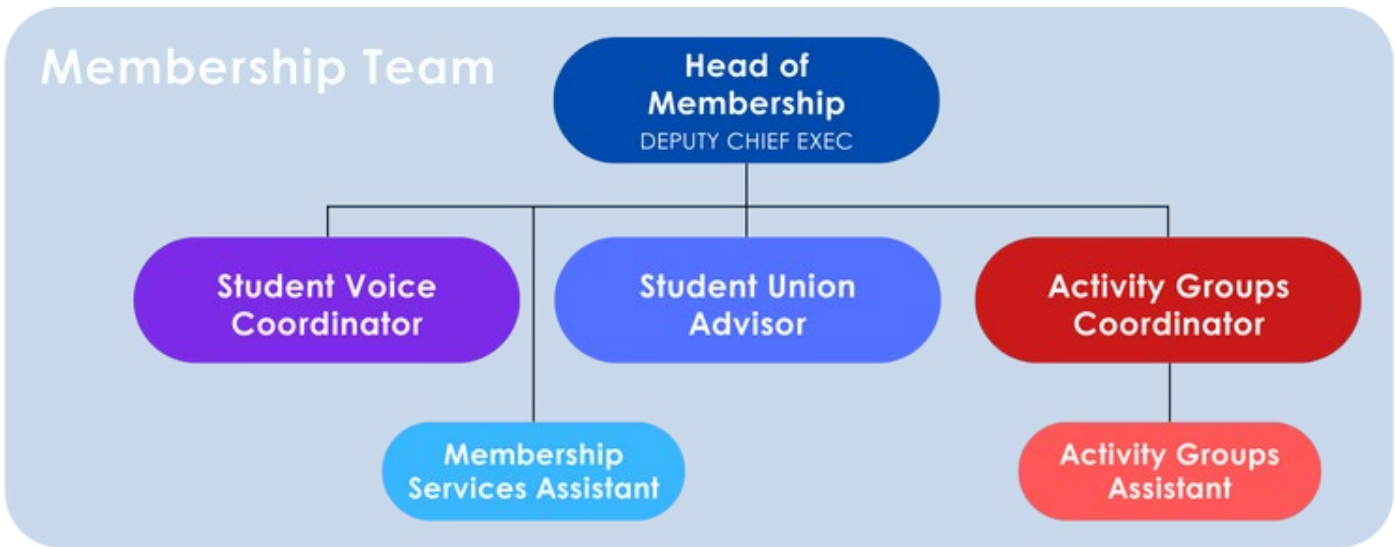 Membership Team
Head of
Membership
DEPUTY CHIEF EXEC
Student Voice
Coordinator
Student Union
Advisor
Activity Groups
Coordinator
Membership
Services Assistant
Activity Groups
Assistant